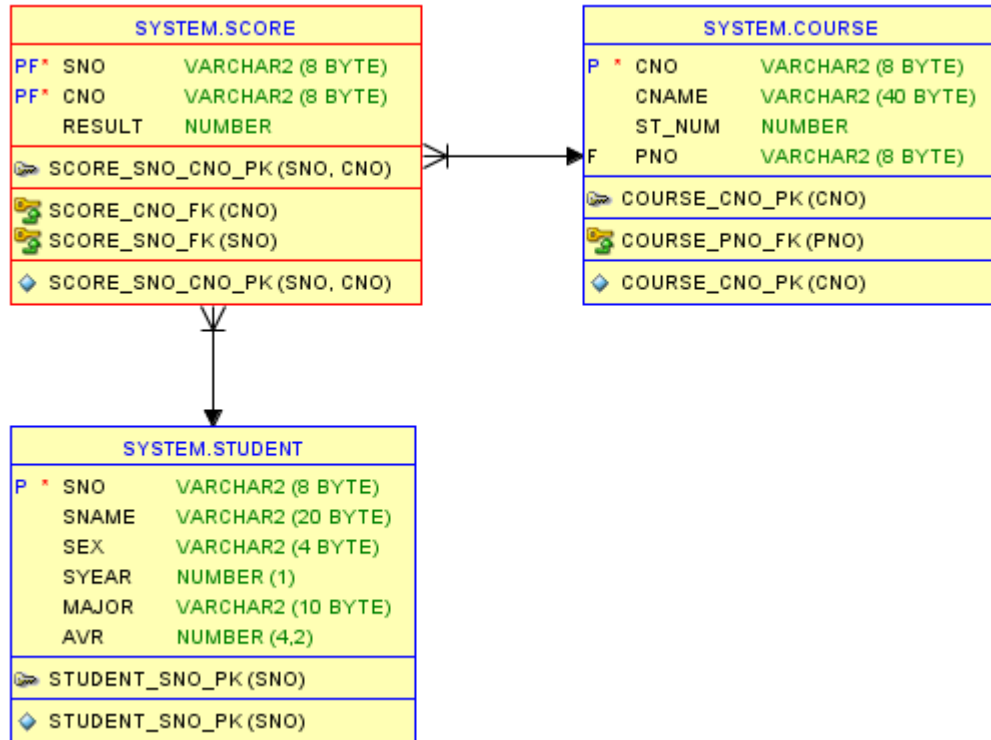 SYSTEM.SCORE
PF* SNO VARCHAR2 (8 BYTE)
PF* CNO VARCHAR2 (8 BYTE)
RESULT NUMBER
SCORE_SNO_CNO_PK (SNO, CNO)
SCORE_CNO_FK (CNO)
SCORE_SNO_FK (SNO)
SCORE_SNO_CNO_PK (SNO, CNO)
SYSTEM.COURSE
P * CNO VARCHAR2 (8 BYTE)
CNAME VARCHAR2 (40 BYTE)
ST_NUM NUMBER
F PNO VARCHAR2 (8 BYTE)
COURSE_CNO_PK (CNO)
COURSE_PNO_FK (PNO)
COURSE_CNO_PK (CNO)
SYSTEM.STUDENT
P * SNO VARCHAR2 (8 BYTE)
SNAME VARCHAR2 (20 BYTE)
SEX VARCHAR2 (4 BYTE)
SYEAR NUMBER (1)
MAJOR VARCHAR2 (10 BYTE)
AVR NUMBER (4,2)
STUDENT_SNO_PK (SNO)
STUDENT_SNO_PK (SNO)